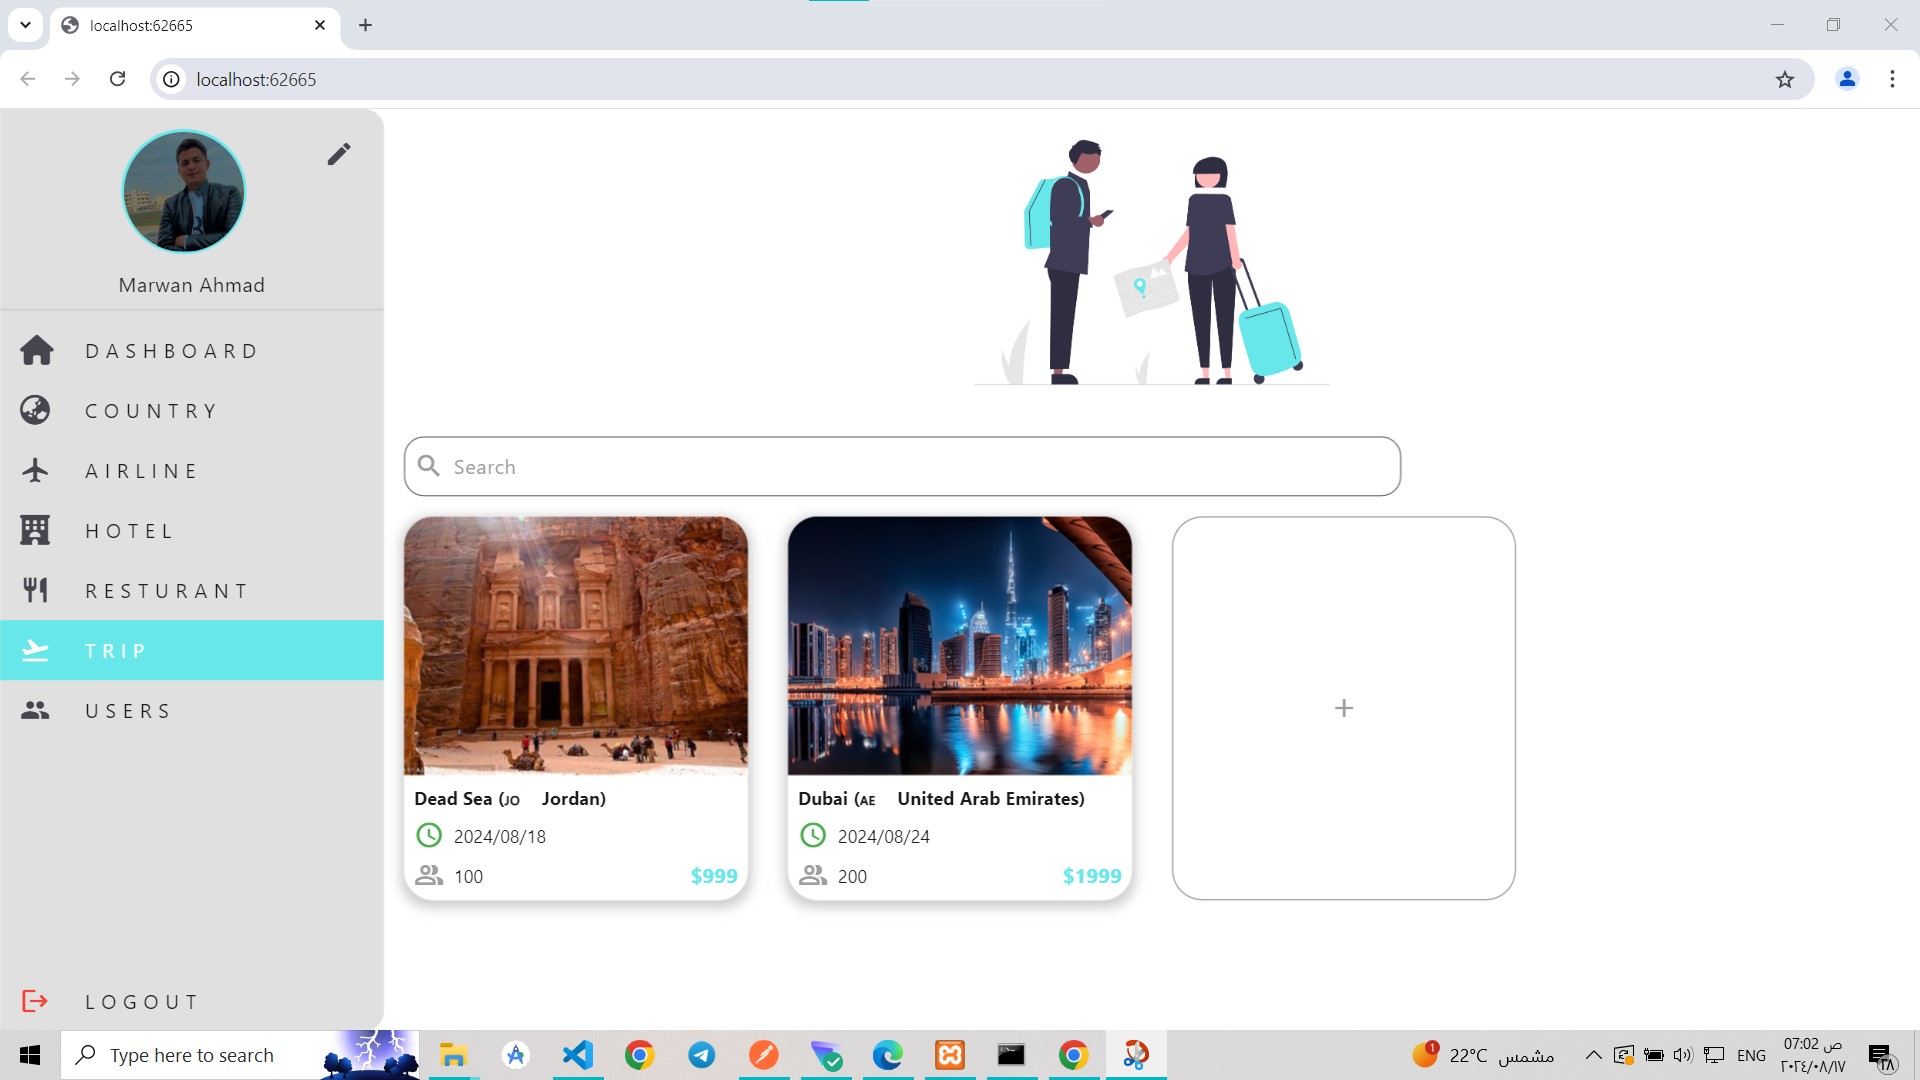 localhost:62665
localhost:62665
Marwan Ahmad
DASHBOARD
COUNTRY
AIRLINE
HOTEL
RESTURANT
TRIP
USERS
LOGOUT
Search
Dead Sea (JO Jordan)
2024/08/18
100 $999
Dubai (AE United Arab Emirates)
2024/08/24
200 $1999
+
Type here to search
1
22°C مشمس
ENG
07:02 ص
٢٠٢٤/٠٨/١٧
٢٨